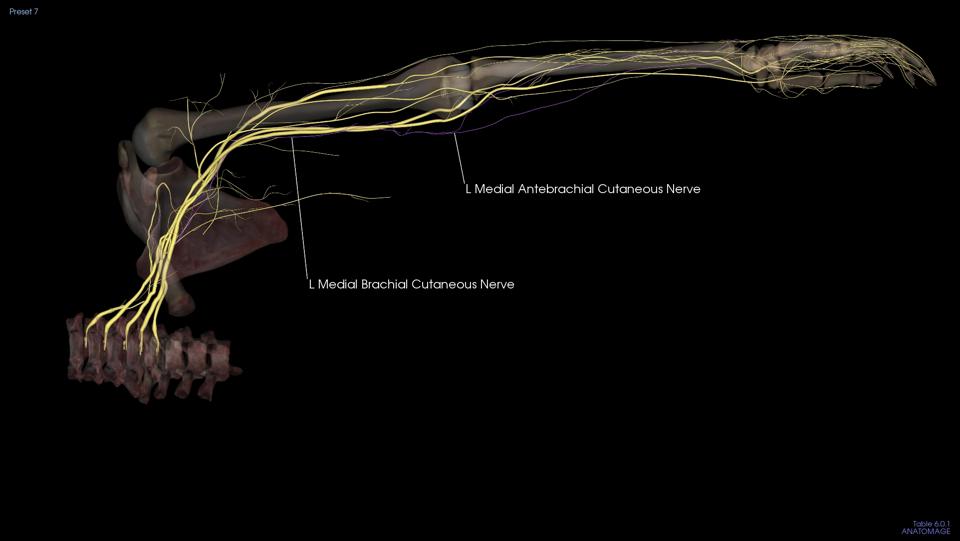 Preset 7
L Medial Antebrachial Cutaneous Nerve
L Medial Brachial Cutaneous Nerve
Table 6.0.1
ANATOMAGE